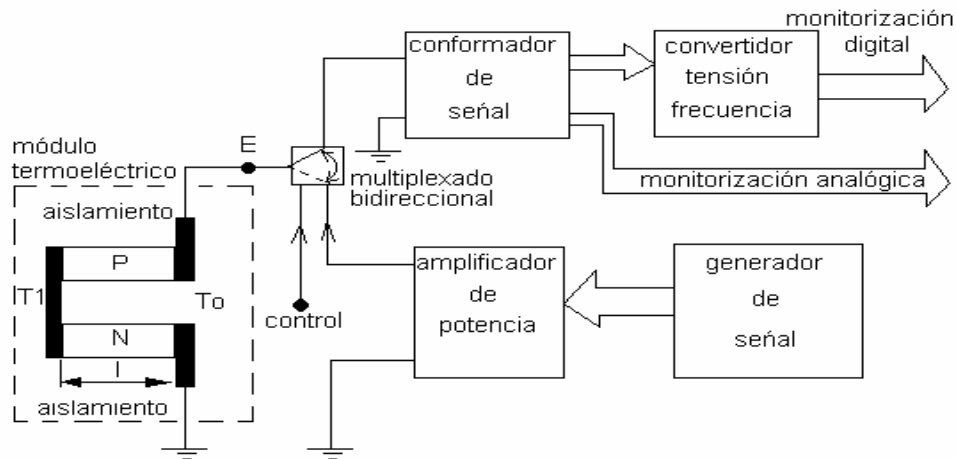 monitorización
digital
conformador
de
señal
convertidor
tensión
frecuencia
E
módulo
termoeléctrico
multiplexado
bidireccional
monitorización analógica
aislamiento
P
T1
To
N
l
aislamiento
control
amplificador
de
potencia
generador
de
señal